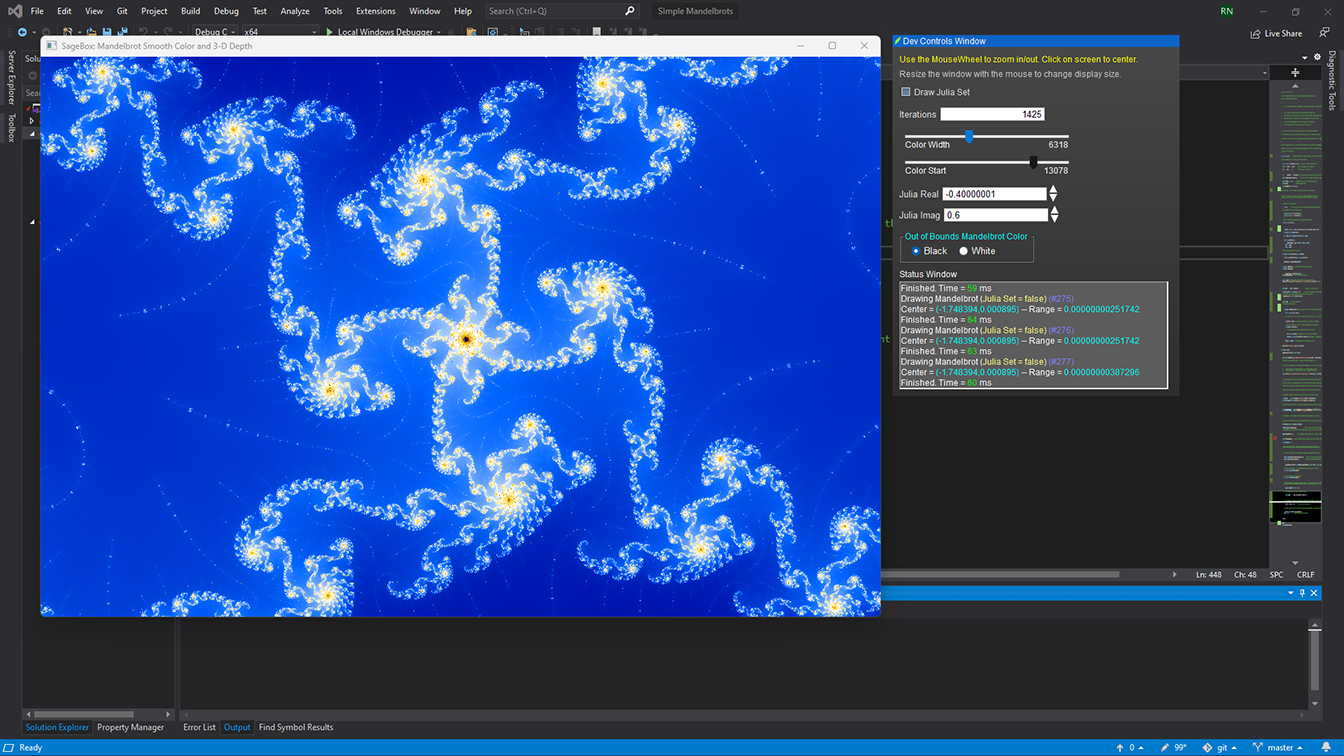 File Edit View Git Project Build Debug Test Analyze Tools Extensions Window Help Search (Ctrl+Q) Simple Mandelbrots RN
Debug x64 Local Windows Debugger Live Share
SageBox: Mandelbrot Smooth Color and 3-D Depth
Server Explorer
Toolbox
Solu
Sear
Dev Controls Window
Use the MouseWheel to zoom in/out. Click on screen to center.
Resize the window with the mouse to change display size.
Draw Julia Set
Iterations 1425
Color Width 6318
Color Start 13078
Julia Real -0.40000001
Julia Imag 0.6
Out of Bounds Mandelbrot Color
Black White
Status Window
Finished. Time = 59 ms
Drawing Mandelbrot (Julia Set = false) (#275)
Center = (-1.748394,0.000895) – Range = 0.00000000251742
Finished. Time = 64 ms
Drawing Mandelbrot (Julia Set = false) (#276)
Center = (-1.748394,0.000895) – Range = 0.00000000251742
Finished. Time = 63 ms
Drawing Mandelbrot (Julia Set = false) (#277)
Center = (-1.748394,0.000895) – Range = 0.00000000387296
Finished. Time = 60 ms
Diagnostic Tools
th
nt
Ln: 448 Ch: 48 SPC CRLF
Solution Explorer Property Manager Error List Output Find Symbol Results
Ready 0 99+ git master